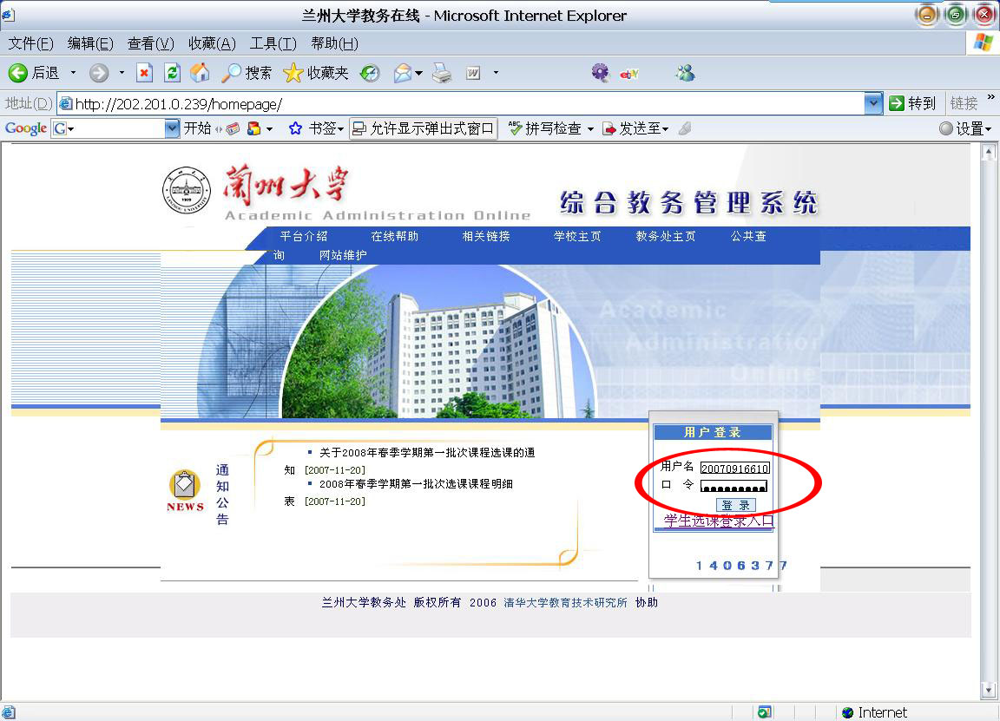 兰州大学教务在线 - Microsoft Internet Explorer
文件(F) 编辑(E) 查看(V) 收藏(A) 工具(T) 帮助(H)
后退 搜索 收藏夹 W ebY
地址(D) http://202.201.0.239/homepage/ 转到 链接 »
Google G 开始 书签 允许显示弹出式窗口 ABC 拼写检查 发送至 设置
兰州大学
1909
LANZHOU UNIVERSITY
Academic Administration Online
综合教务管理系统
平台介绍 在线帮助 相关链接 学校主页 教务处主页 公共查
询 网站维护
Academic
Administration
Online
用户登录
用户名 20070916610
口 令 ●●●●●●●●●●
登 录
学生选课登录入口
1406377
通知公告
NEWS
关于2008年春季学期第一批次课程选课的通
知 [2007-11-20]
2008年春季学期第一批次选课课程明细
表 [2007-11-20]
兰州大学教务处 版权所有 2006 清华大学教育技术研究所 协助
Internet